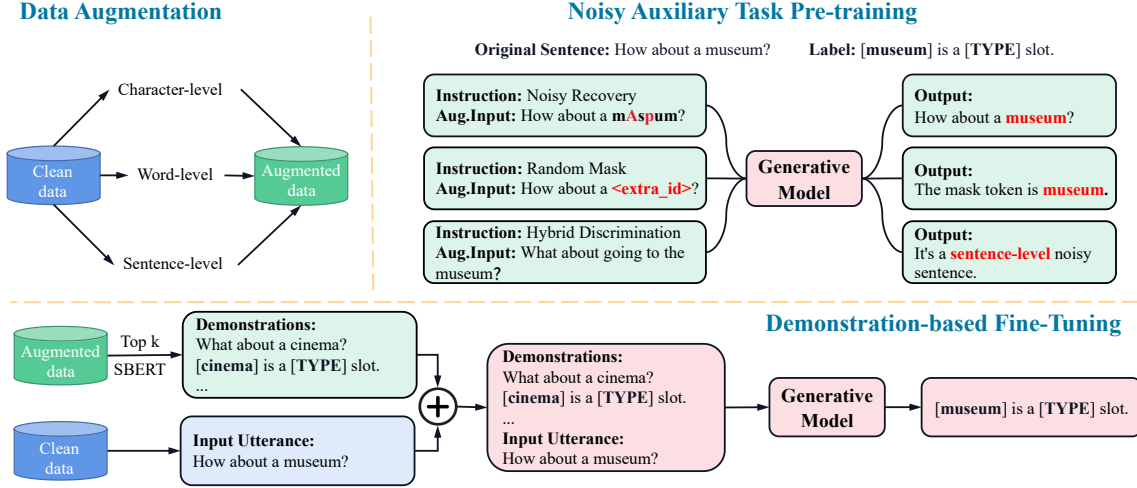 Data Augmentation
Character-level
Clean
data
Word-level
Augmented
data
Sentence-level
Noisy Auxiliary Task Pre-training
Original Sentence: How about a museum?
Label: [museum] is a [TYPE] slot.
Instruction: Noisy Recovery
Aug.Input: How about a mAspum?
Instruction: Random Mask
Aug.Input: How about a <extra_id>?
Instruction: Hybrid Discrimination
Aug.Input: What about going to the
museum?
Generative
Model
Output:
How about a museum?
Output:
The mask token is museum.
Output:
It's a sentence-level noisy
sentence.
Demonstration-based Fine-Tuning
Augmented
data
Top k
SBERT
Demonstrations:
What about a cinema?
[cinema] is a [TYPE] slot.
...
Clean
data
Input Utterance:
How about a museum?
Demonstrations:
What about a cinema?
[cinema] is a [TYPE] slot.
...
Input Utterance:
How about a museum?
Generative
Model
[museum] is a [TYPE] slot.